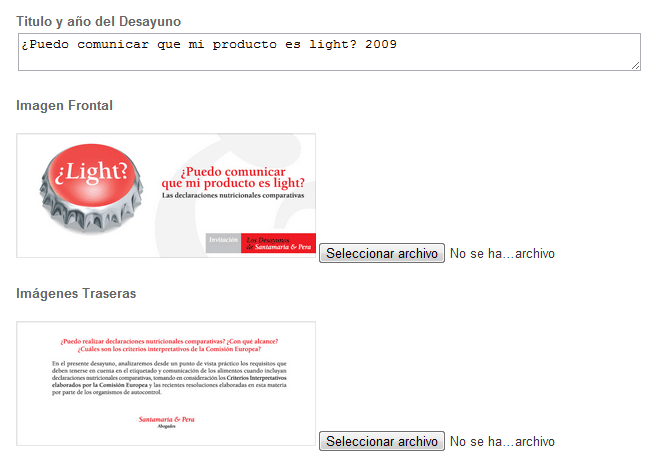 Titulo y año del Desayuno
¿Puedo comunicar que mi producto es light? 2009
Imagen Frontal
¿Light?
¿Puedo comunicar
que mi producto es light?
Las declaraciones nutricionales comparativas
Invitación
Los Desayunos
de Santamaría & Pera
Seleccionar archivo No se ha...archivo
Imágenes Traseras
¿Puedo realizar declaraciones nutricionales comparativas? ¿Con qué alcance?
¿Cuáles son los criterios interpretativos de la Comisión Europea?
En el presente desayuno, analizaremos desde un punto de vista práctico los requisitos que
deben tenerse en cuenta en el etiquetado y comunicación de los alimentos cuando incluyan
declaraciones nutricionales comparativas, tomando en consideración los Criterios Interpretativos
elaborados por la Comisión Europea y las recientes resoluciones elaboradas en esta materia
por parte de los organismos de autocontrol.
Santamaría & Pera
Abogados
Seleccionar archivo No se ha...archivo